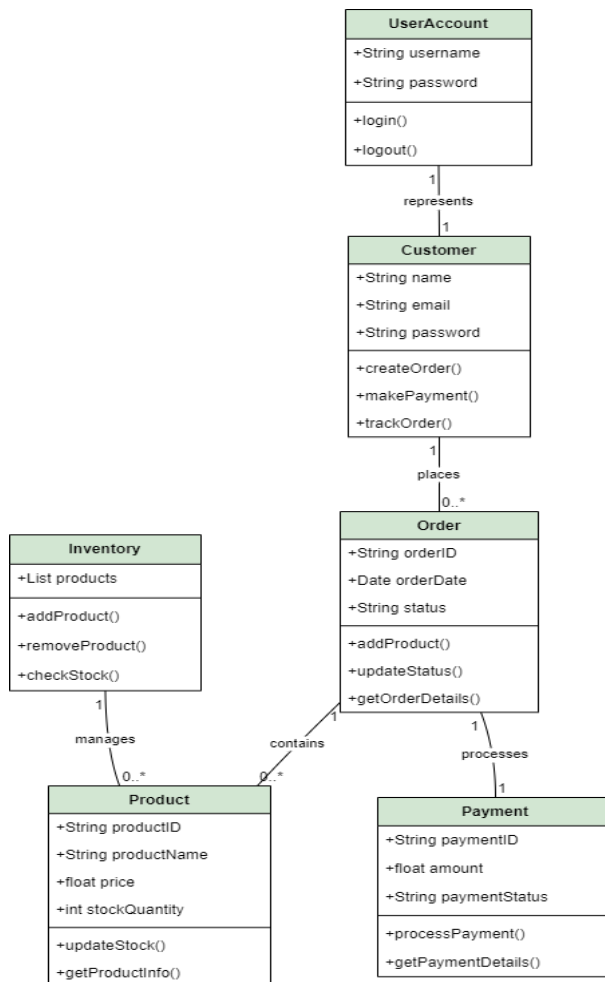 UserAccount
+String username
+String password
+login()
+logout()
1
represents
1
Customer
+String name
+String email
+String password
+createOrder()
+makePayment()
+trackOrder()
1
places
0..*
Order
+String orderID
+Date orderDate
+String status
+addProduct()
+updateStatus()
+getOrderDetails()
Inventory
+List products
+addProduct()
+removeProduct()
+checkStock()
1
manages
0..*
1
contains
0..*
1
processes
1
Product
+String productID
+String productName
+float price
+int stockQuantity
+updateStock()
+getProductInfo()
Payment
+String paymentID
+float amount
+String paymentStatus
+processPayment()
+getPaymentDetails()